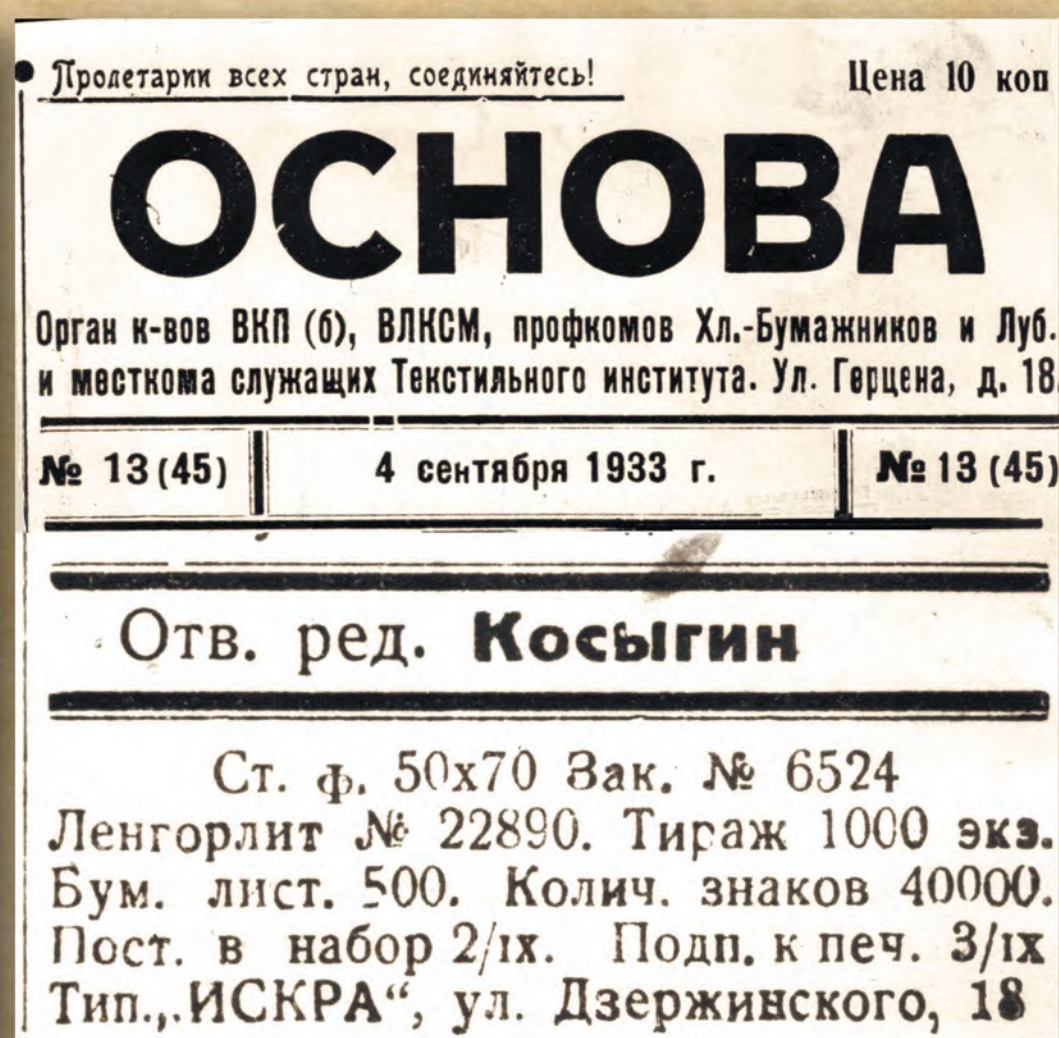 Пролетарии всех стран, соединяйтесь! Цена 10 коп
ОСНОВА
Орган к-вов ВКП (б), ВЛКСМ, профкомов Хл.-Бумажников и Луб.
и месткома служащих Текстильного института. Ул. Герцена, д. 18
№ 13 (45) 4 сентября 1933 г. № 13 (45)
Отв. ред. Косыгин
Ст. ф. 50х70 Зак. № 6524
Ленгорлит № 22890. Тираж 1000 экз.
Бум. лист. 500. Колич. знаков 40000.
Пост. в набор 2/IX. Подп. к печ. 3/IX
Тип. „ИСКРА“, ул. Дзержинского, 18